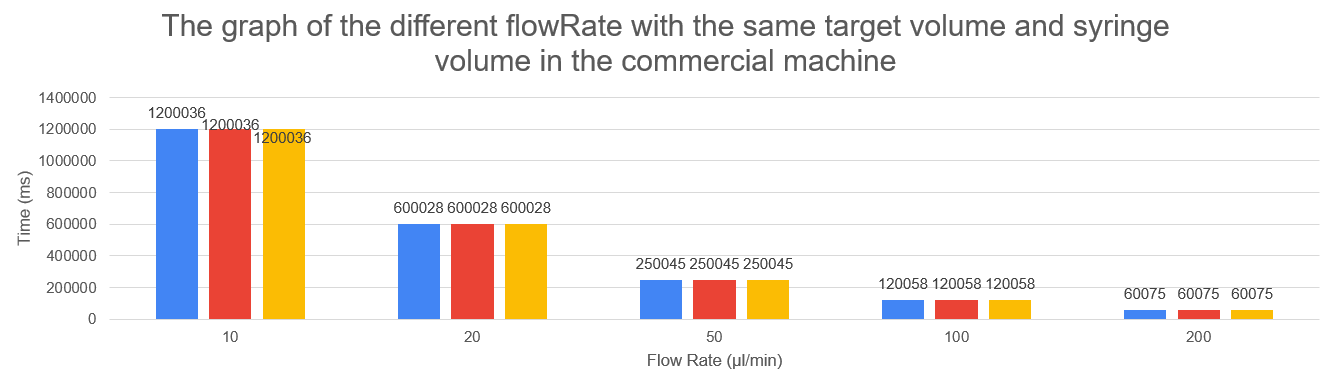 The graph of the different flowRate with the same target volume and syringe
volume in the commercial machine
1400000
1200000
1000000
800000
600000
400000
200000
0
Time (ms)
1200036
1200036
1200036
600028 600028 600028
250045 250045 250045
120058 120058 120058
60075 60075 60075
10 20 50 100 200
Flow Rate (µl/min)